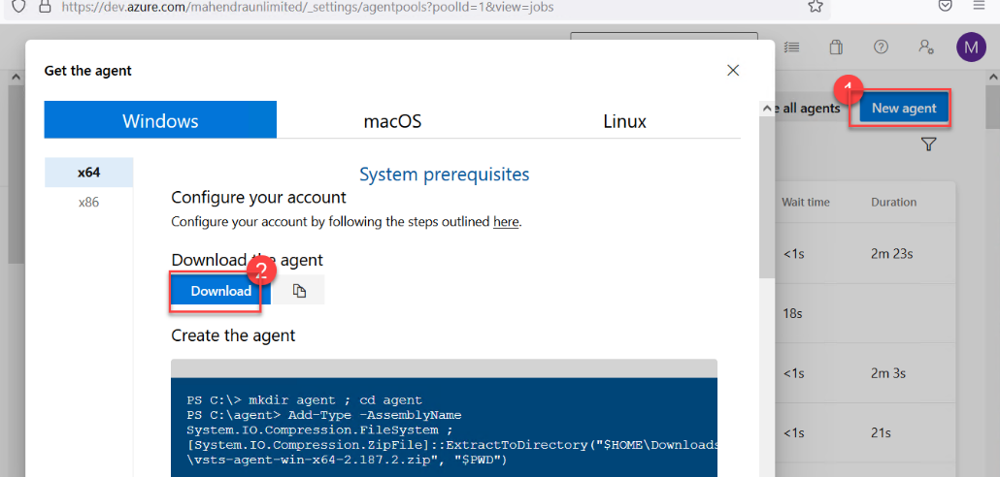 https://dev.azure.com/mahendraunlimited/_settings/agentpools?poolId=1&view=jobs
M
Get the agent
1
all agents
New agent
Windows
macOS
Linux
x64
x86
System prerequisites
Configure your account
Configure your account by following the steps outlined here.
Download the agent
2
Download
Create the agent
PS C:\> mkdir agent ; cd agent
PS C:\agent> Add-Type -AssemblyName
System.IO.Compression.FileSystem ;
[System.IO.Compression.ZipFile]::ExtractToDirectory("$HOME\Downloads
\vsts-agent-win-x64-2.187.2.zip", "$PWD")
Wait time
Duration
<1s
2m 23s
18s
<1s
2m 3s
<1s
21s